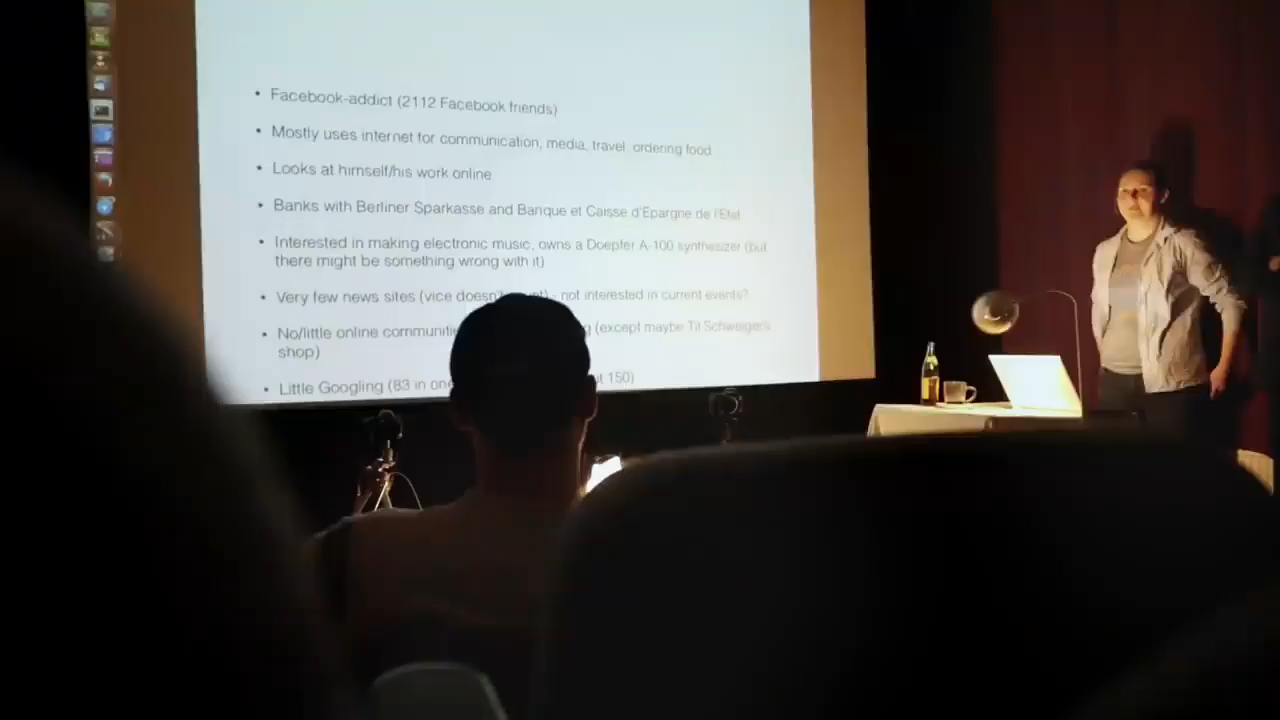 • Facebook-addict (2112 Facebook friends)
• Mostly uses internet for communication, media, travel, ordering food
• Looks at himself/his work online
• Banks with Berliner Sparkasse and Banque et Caisse d'Epargne de l'Etat
• Interested in making electronic music, owns a Doepfer A-100 synthesizer (but
there might be something wrong with it)
• Very few news sites (vice doesn't - not interested in current events?
• No/little online (except maybe Til Schweiger's
shop)
• Little Googling (83 in 150)